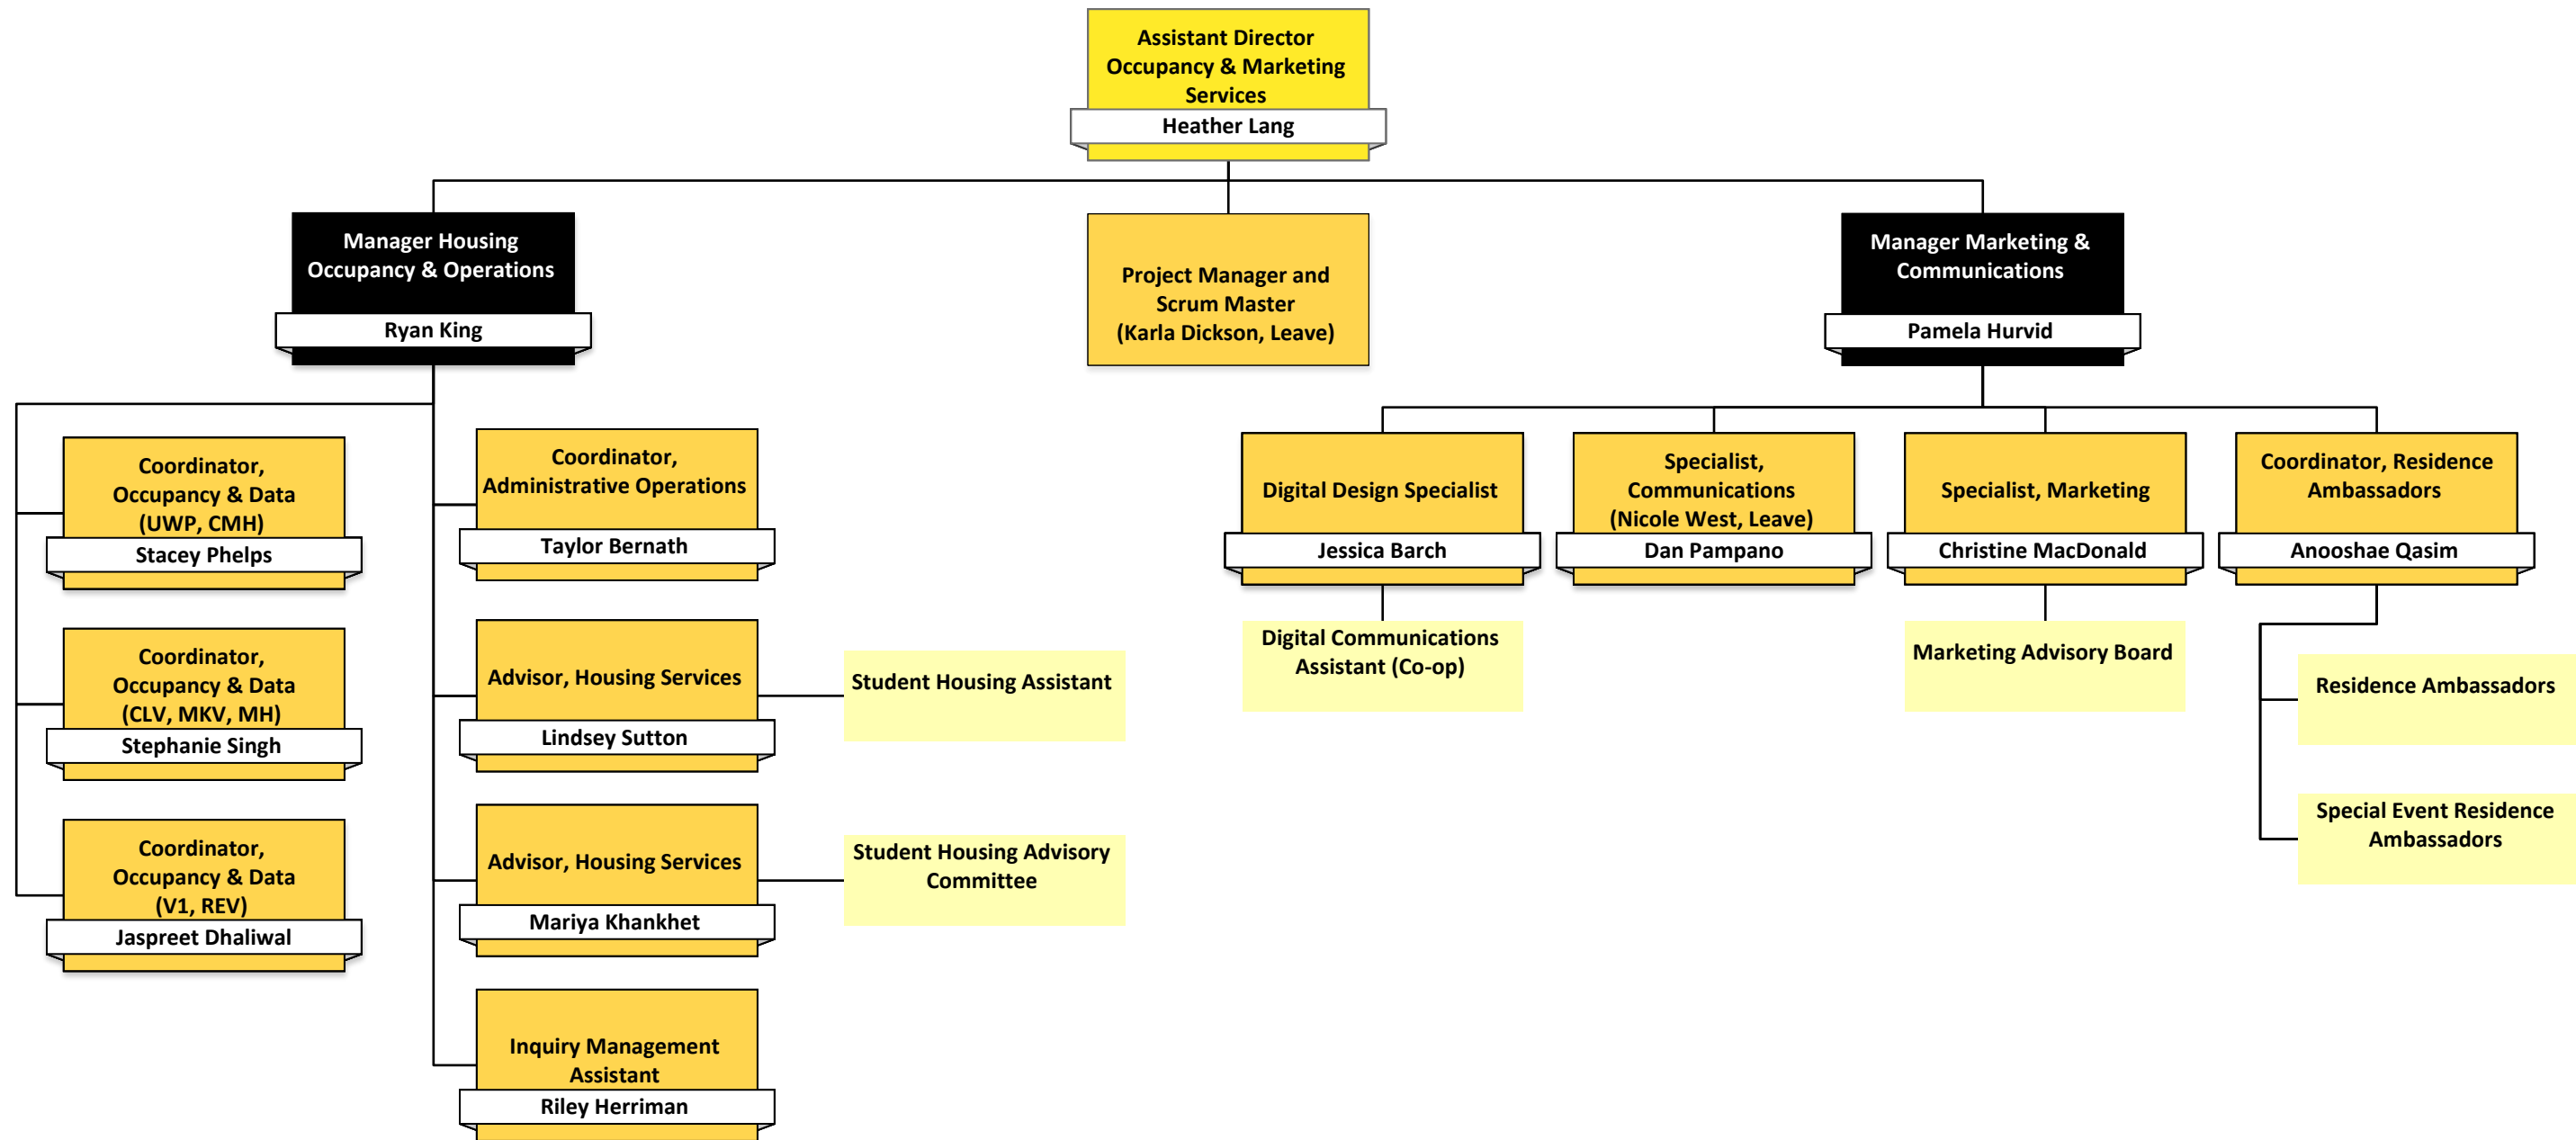 Assistant Director
Occupancy & Marketing
Services
Heather Lang
Manager Housing
Occupancy & Operations
Ryan King
Project Manager and
Scrum Master
(Karla Dickson, Leave)
Manager Marketing &
Communications
Pamela Hurvid
Coordinator,
Occupancy & Data
(UWP, CMH)
Stacey Phelps
Coordinator,
Occupancy & Data
(CLV, MKV, MH)
Stephanie Singh
Coordinator,
Occupancy & Data
(V1, REV)
Jaspreet Dhaliwal
Coordinator,
Administrative Operations
Taylor Bernath
Advisor, Housing Services
Lindsey Sutton
Student Housing Assistant
Advisor, Housing Services
Mariya Khankhet
Student Housing Advisory
Committee
Inquiry Management
Assistant
Riley Herriman
Digital Design Specialist
Jessica Barch
Digital Communications
Assistant (Co-op)
Specialist,
Communications
(Nicole West, Leave)
Dan Pampano
Specialist, Marketing
Christine MacDonald
Marketing Advisory Board
Coordinator, Residence
Ambassadors
Anooshae Qasim
Residence Ambassadors
Special Event Residence
Ambassadors